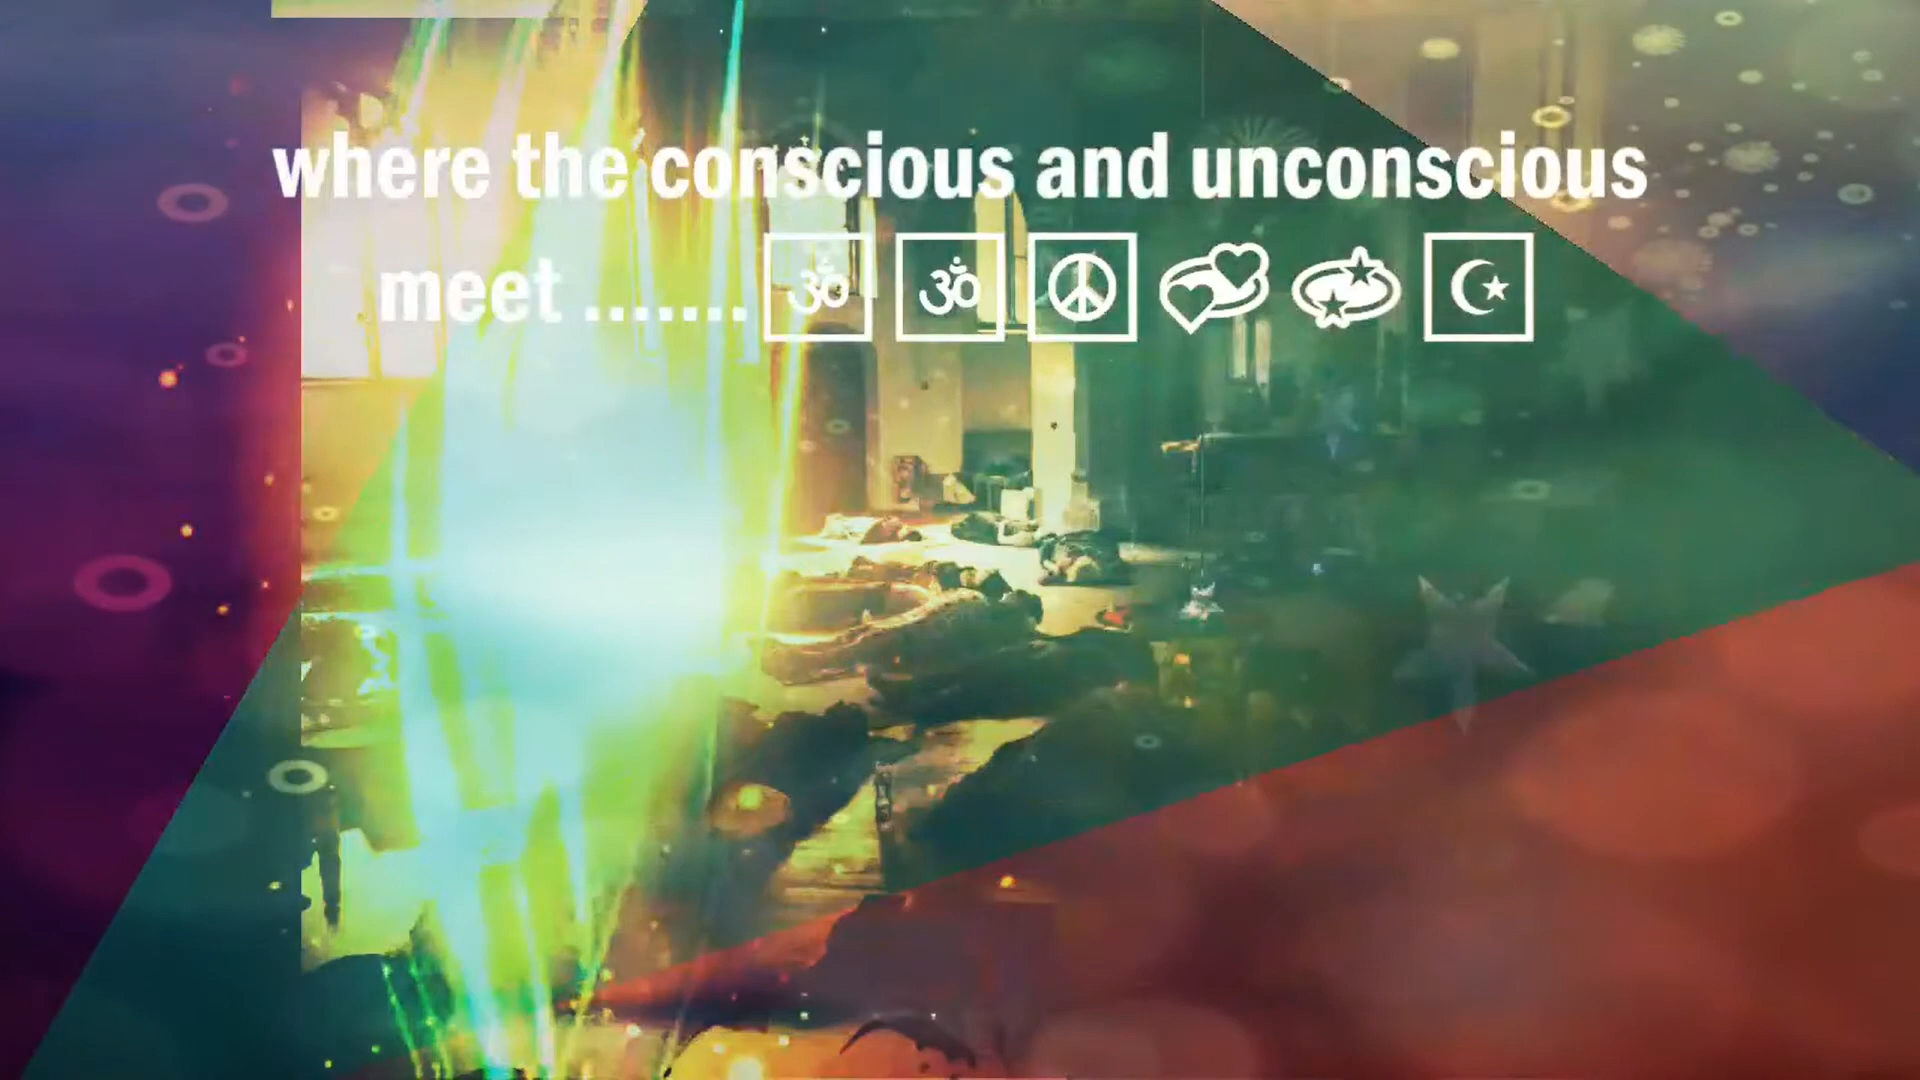 where the conscious and unconscious
meet ....... 🕉 🕉 ☮ 💞 💫 ☪